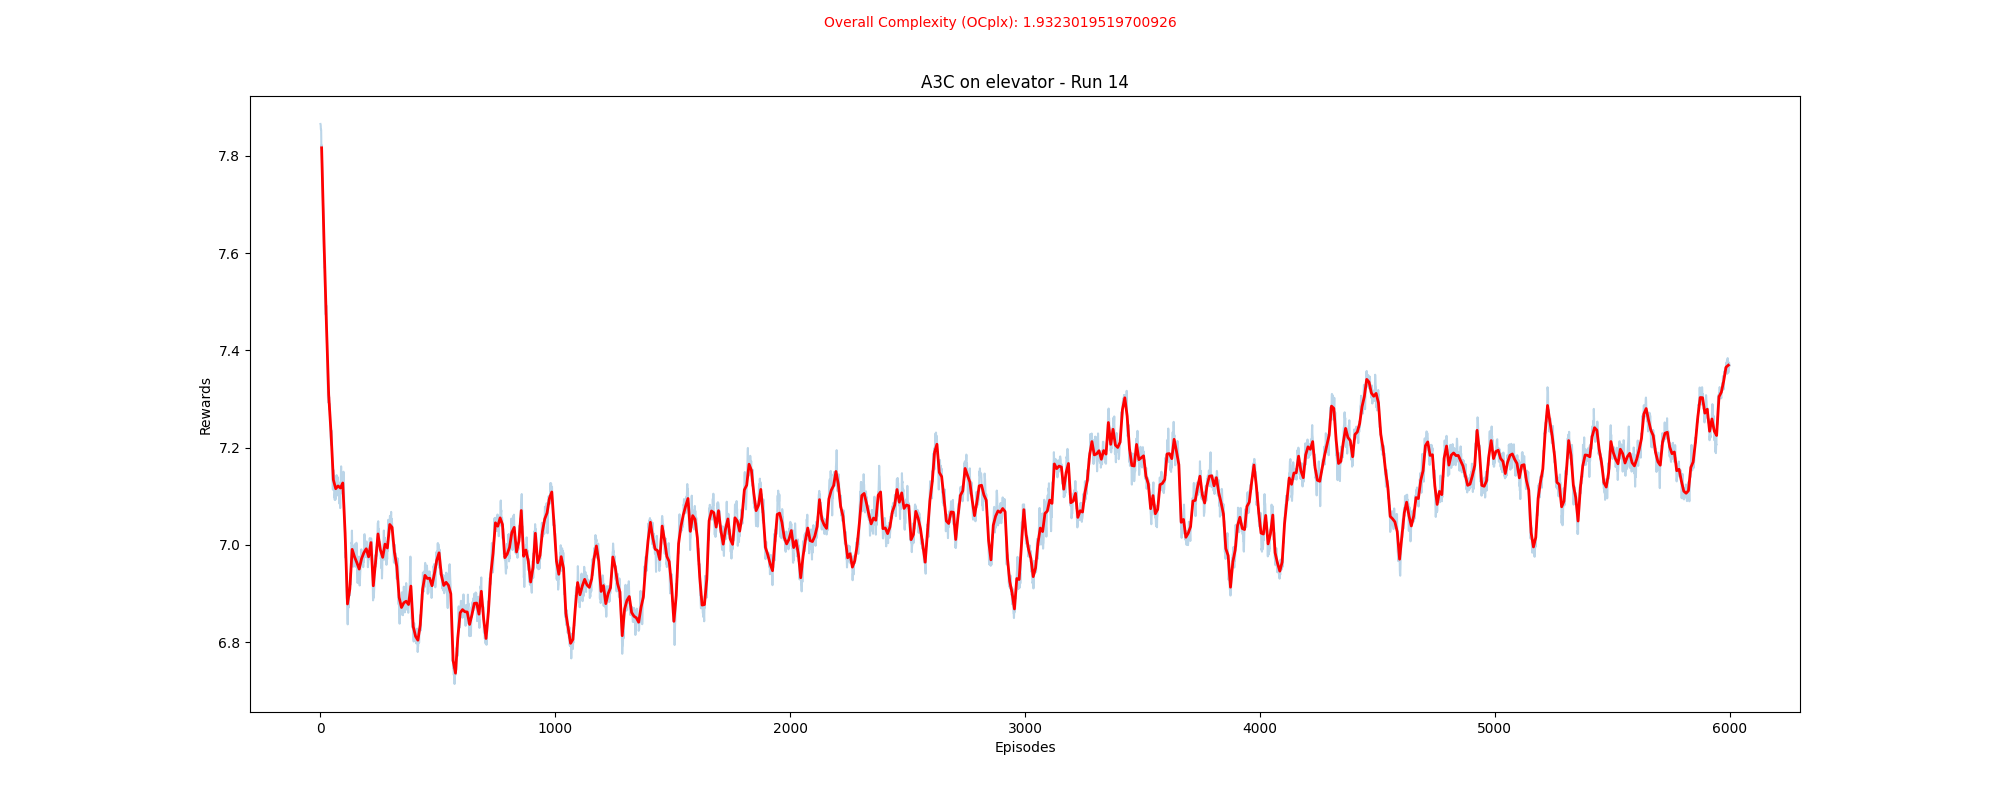 Overall Complexity (OCplx): 1.9323019519700926
A3C on elevator - Run 14
Rewards
7.8
7.6
7.4
7.2
7.0
6.8
0 1000 2000 3000 4000 5000 6000
Episodes